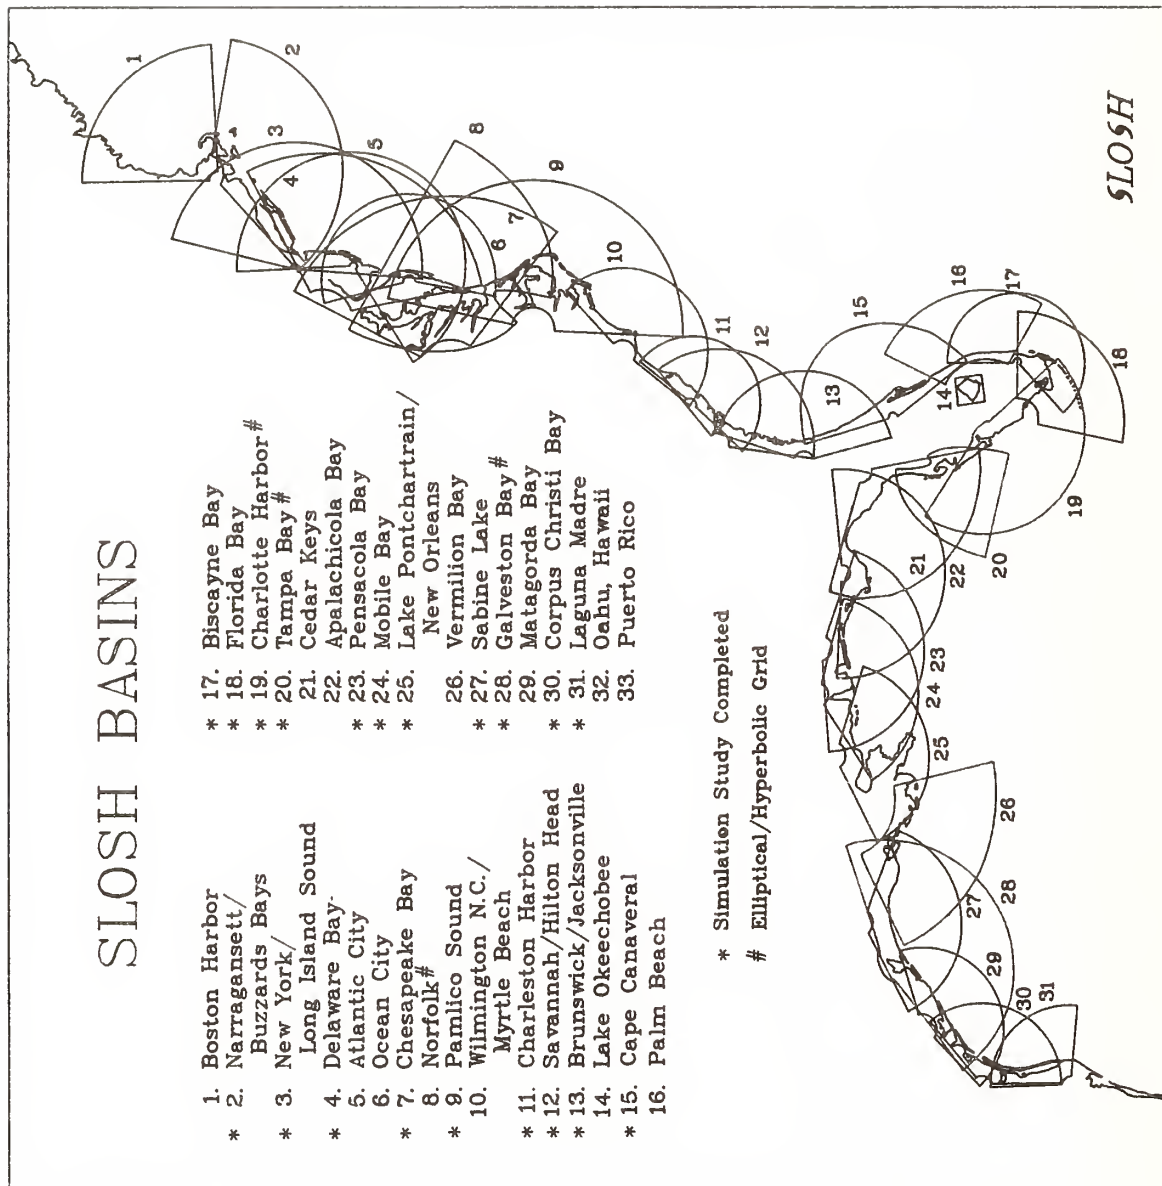 SLOSH BASINS
1. Boston Harbor
* 2. Narragansett/
Buzzards Bays
* 3. New York/
Long Island Sound
* 4. Delaware Bay-
5. Atlantic City
6. Ocean City
* 7. Chesapeake Bay
8. Norfolk#
* 9. Pamlico Sound
10. Wilmington N.C./
Myrtle Beach
* 11. Charleston Harbor
* 12. Savannah/Hilton Head
* 13. Brunswick/Jacksonville
14. Lake Okeechobee
* 15. Cape Canaveral
16. Palm Beach
* 17. Biscayne Bay
* 18. Florida Bay
* 19. Charlotte Harbor#
* 20. Tampa Bay#
21. Cedar Keys
22. Apalachicola Bay
* 23. Pensacola Bay
* 24. Mobile Bay
* 25. Lake Pontchartrain/
New Orleans
26. Vermilion Bay
* 27. Sabine Lake
* 28. Galveston Bay#
29. Matagorda Bay
* 30. Corpus Christi Bay
* 31. Laguna Madre
32. Oahu, Hawaii
33. Puerto Rico
* Simulation Study Completed
# Elliptical/Hyperbolic Grid
1
2
3
4
5
6
7
8
9
10
11
12
13
14
15
16
17
18
19
20
21
22
23
24
25
26
27
28
29
30
31
SLOSH